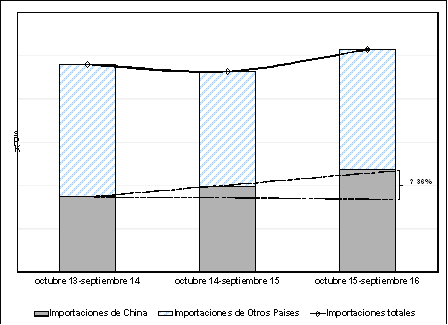 ? 36%
octubre 13-septiembre 14 octubre 14-septiembre 15 octubre 15-septiembre 16
Importaciones de China Importaciones de Otros Paises Importaciones totales